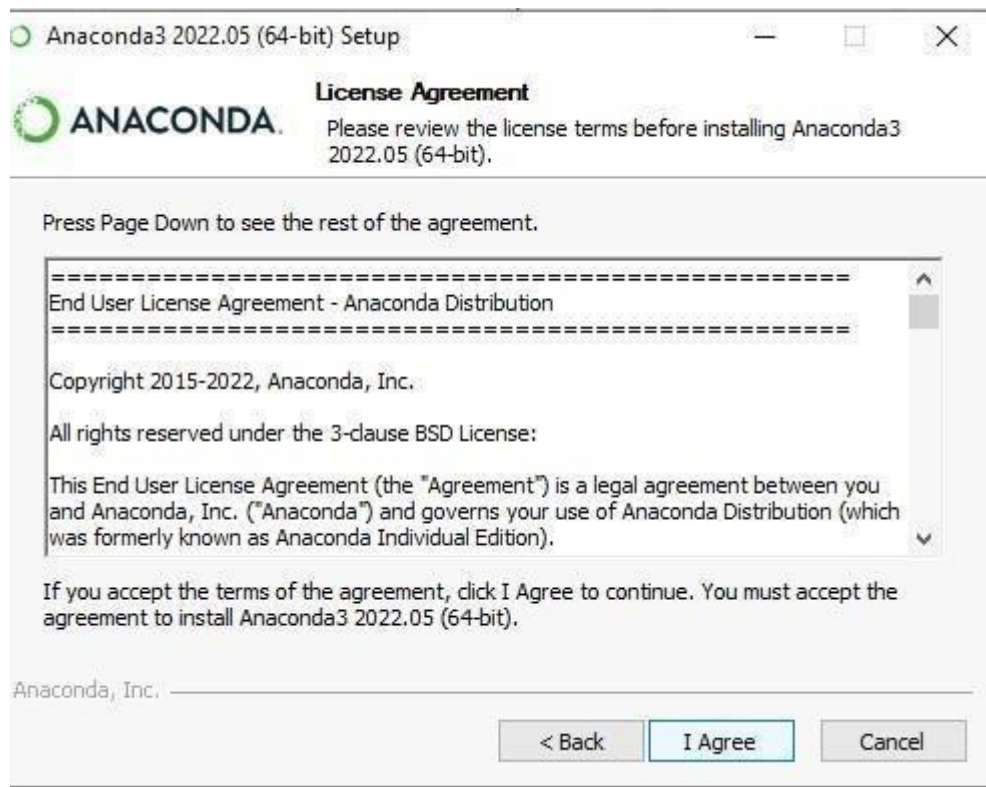 Anaconda3 2022.05 (64-bit) Setup
ANACONDA.
License Agreement
Please review the license terms before installing Anaconda3
2022.05 (64-bit).
Press Page Down to see the rest of the agreement.
==================================================
End User License Agreement - Anaconda Distribution
==================================================
Copyright 2015-2022, Anaconda, Inc.
All rights reserved under the 3-clause BSD License:
This End User License Agreement (the "Agreement") is a legal agreement between you
and Anaconda, Inc. ("Anaconda") and governs your use of Anaconda Distribution (which
was formerly known as Anaconda Individual Edition).
If you accept the terms of the agreement, click I Agree to continue. You must accept the
agreement to install Anaconda3 2022.05 (64-bit).
Anaconda, Inc.
< Back
I Agree
Cancel